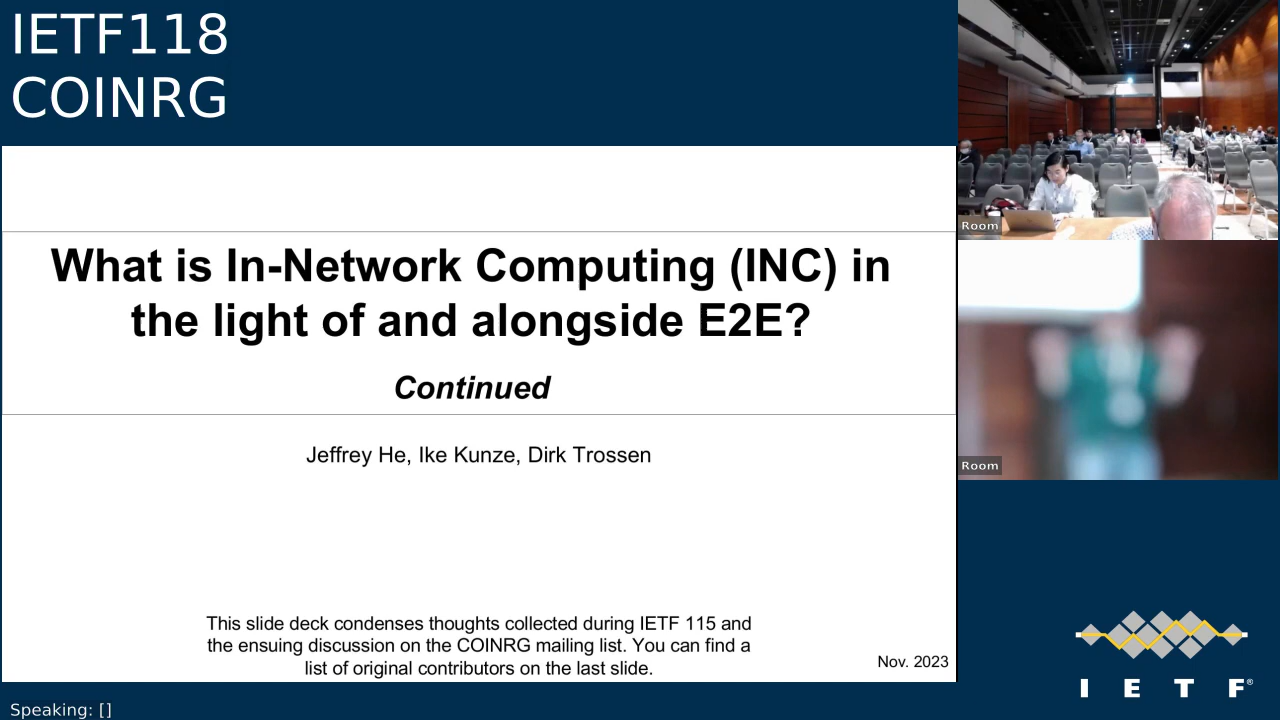 IETF118
COINRG
What is In-Network Computing (INC) in
the light of and alongside E2E?
Continued
Jeffrey He, Ike Kunze, Dirk Trossen
This slide deck condenses thoughts collected during IETF 115 and
the ensuing discussion on the COINRG mailing list. You can find a
list of original contributors on the last slide.
Nov. 2023
Room
Room
I E T F®
Speaking: []